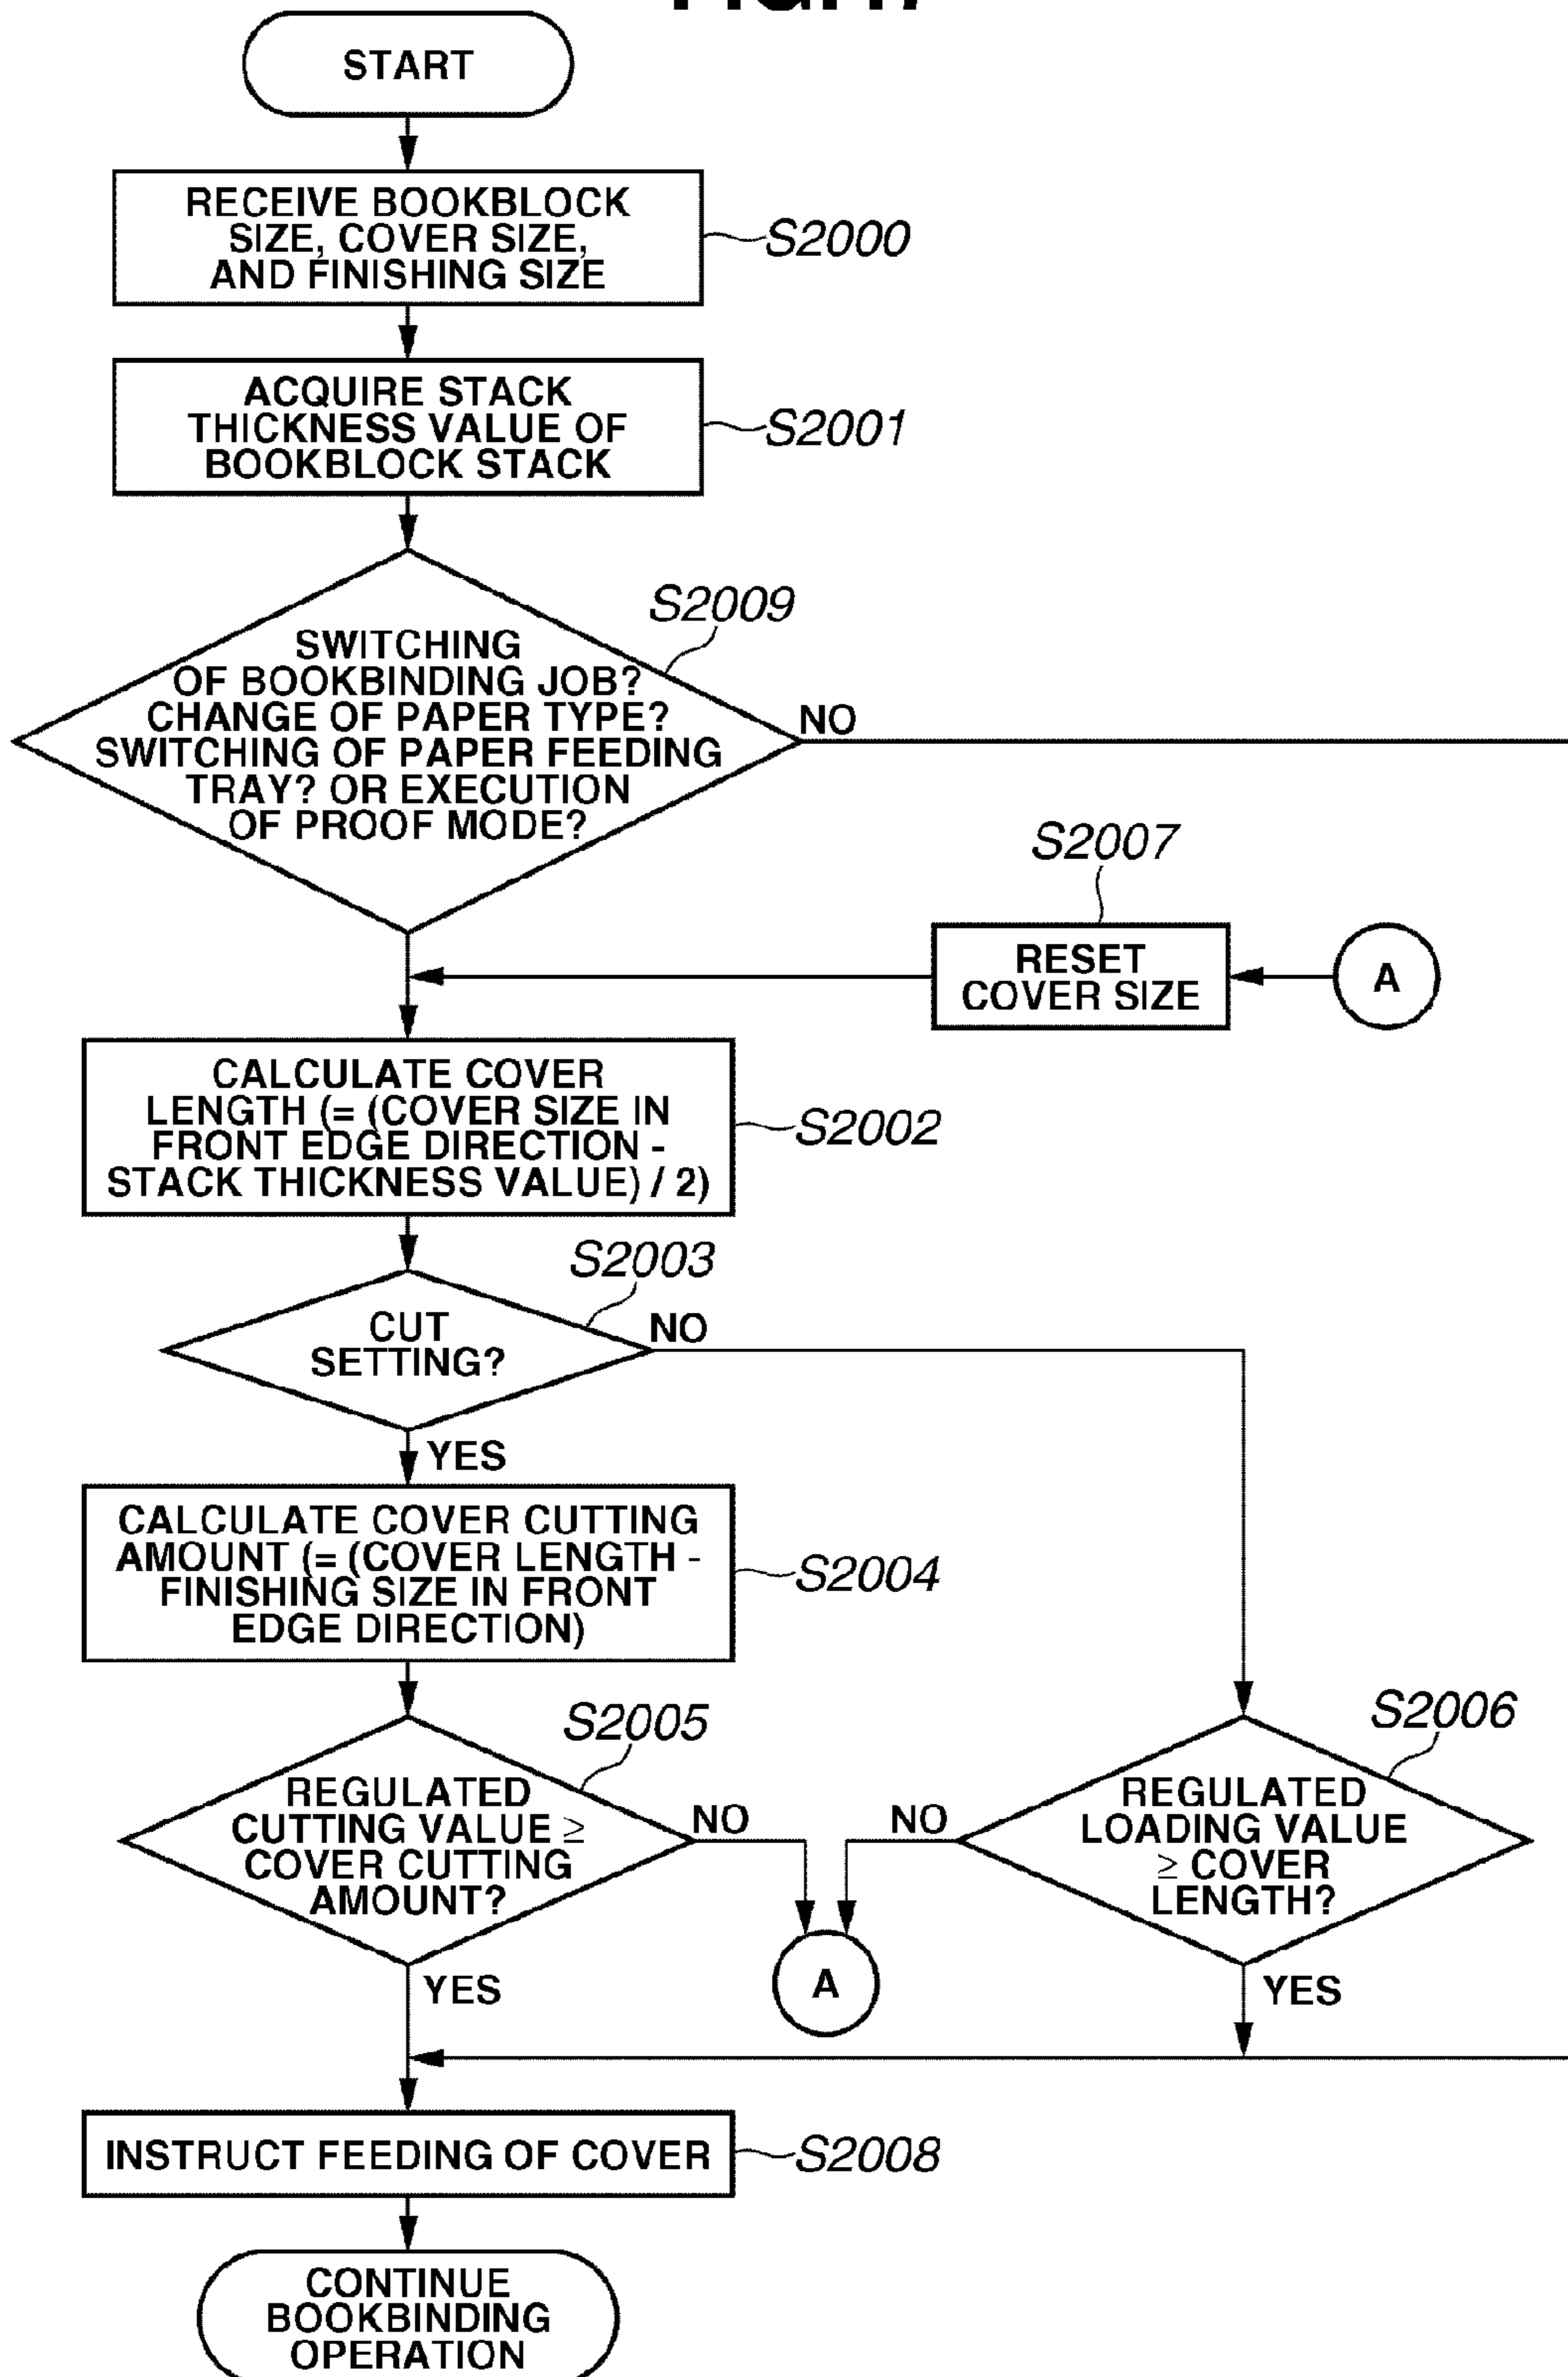 START
RECEIVE BOOKBLOCK
SIZE, COVER SIZE,
AND FINISHING SIZE
S2000
ACQUIRE STACK
THICKNESS VALUE OF
BOOKBLOCK STACK
S2001
S2009
SWITCHING
OF BOOKBINDING JOB?
CHANGE OF PAPER TYPE?
SWITCHING OF PAPER FEEDING
TRAY? OR EXECUTION
OF PROOF MODE?
NO
S2007
RESET
COVER SIZE
A
CALCULATE COVER
LENGTH (= (COVER SIZE IN
FRONT EDGE DIRECTION -
STACK THICKNESS VALUE) / 2)
S2002
S2003
CUT
SETTING?
NO
YES
CALCULATE COVER CUTTING
AMOUNT (= (COVER LENGTH -
FINISHING SIZE IN FRONT
EDGE DIRECTION)
S2004
S2005
REGULATED
CUTTING VALUE ≥
COVER CUTTING
AMOUNT?
NO
S2006
REGULATED
LOADING VALUE
≥ COVER
LENGTH?
NO
A
YES
YES
INSTRUCT FEEDING OF COVER
S2008
CONTINUE
BOOKBINDING
OPERATION